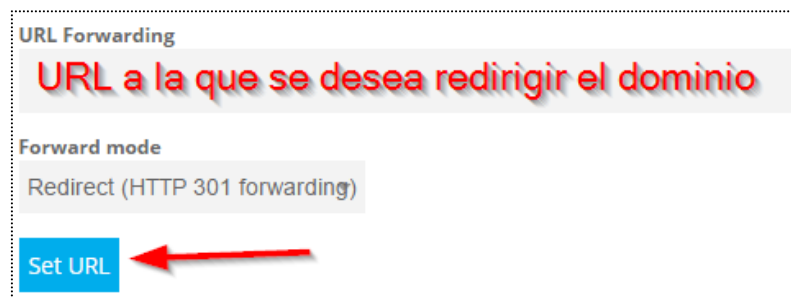 URL Forwarding
URL a la que se desea redirigir el dominio
Forward mode
Redirect (HTTP 301 forwarding)
Set URL